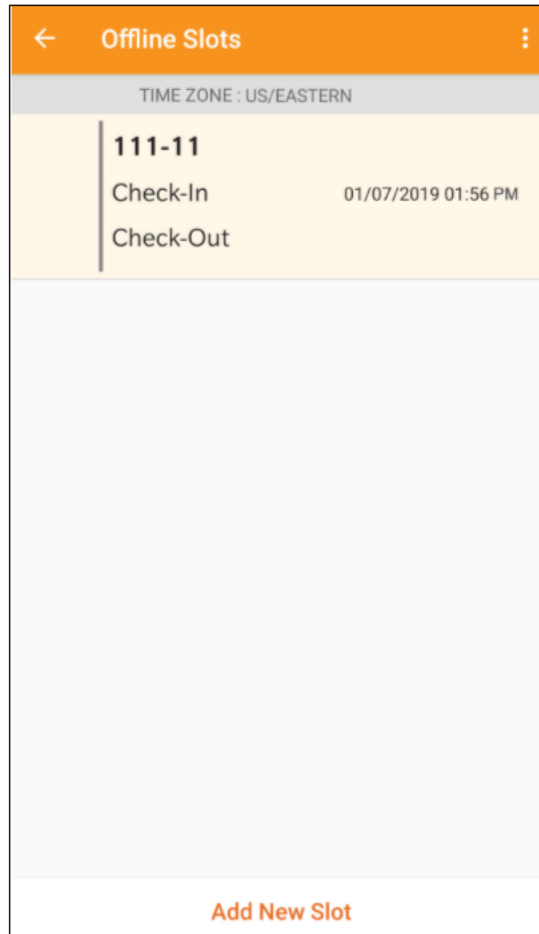 Offline Slots
TIME ZONE : US/EASTERN
111-11
Check-In 01/07/2019 01:56 PM
Check-Out
Add New Slot